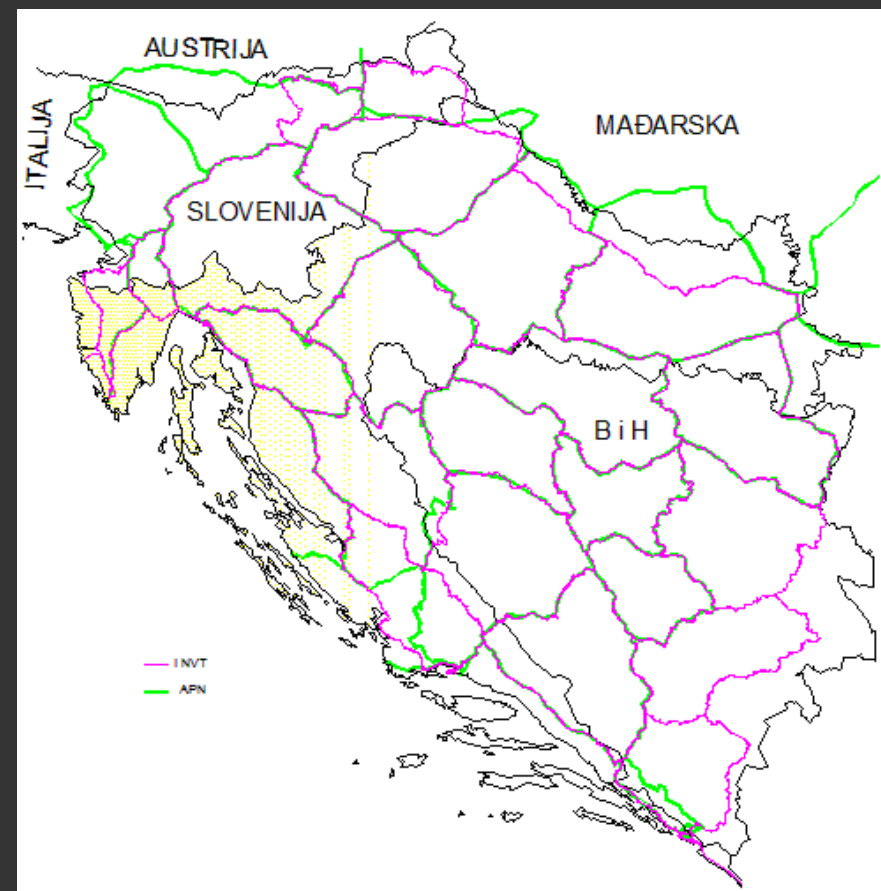 AUSTRIJA
MAĐARSKA
ITALIJA
SLOVENIJA
B i H
INVT
APN